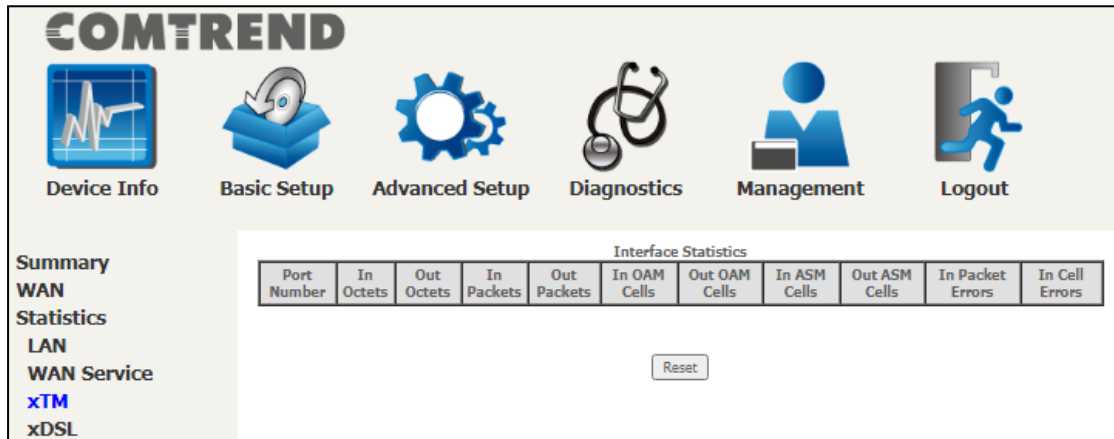 COMTREND
Device Info Basic Setup Advanced Setup Diagnostics Management Logout
Summary
WAN
Statistics
LAN
WAN Service
xTM
xDSL
Interface Statistics
Port Number In Octets Out Octets In Packets Out Packets In OAM Cells Out OAM Cells In ASM Cells Out ASM Cells In Packet Errors In Cell Errors
Reset